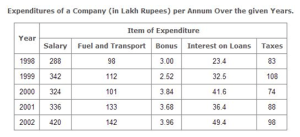 Expenditures of a Company (in Lakh Rupees) per Annum Over the given Years.
Year Item of Expenditure
Salary Fuel and Transport Bonus Interest on Loans Taxes
1998 288 98 3.00 23.4 83
1999 342 112 2.52 32.5 108
2000 324 101 3.84 41.6 74
2001 336 133 3.68 36.4 88
2002 420 142 3.96 49.4 98